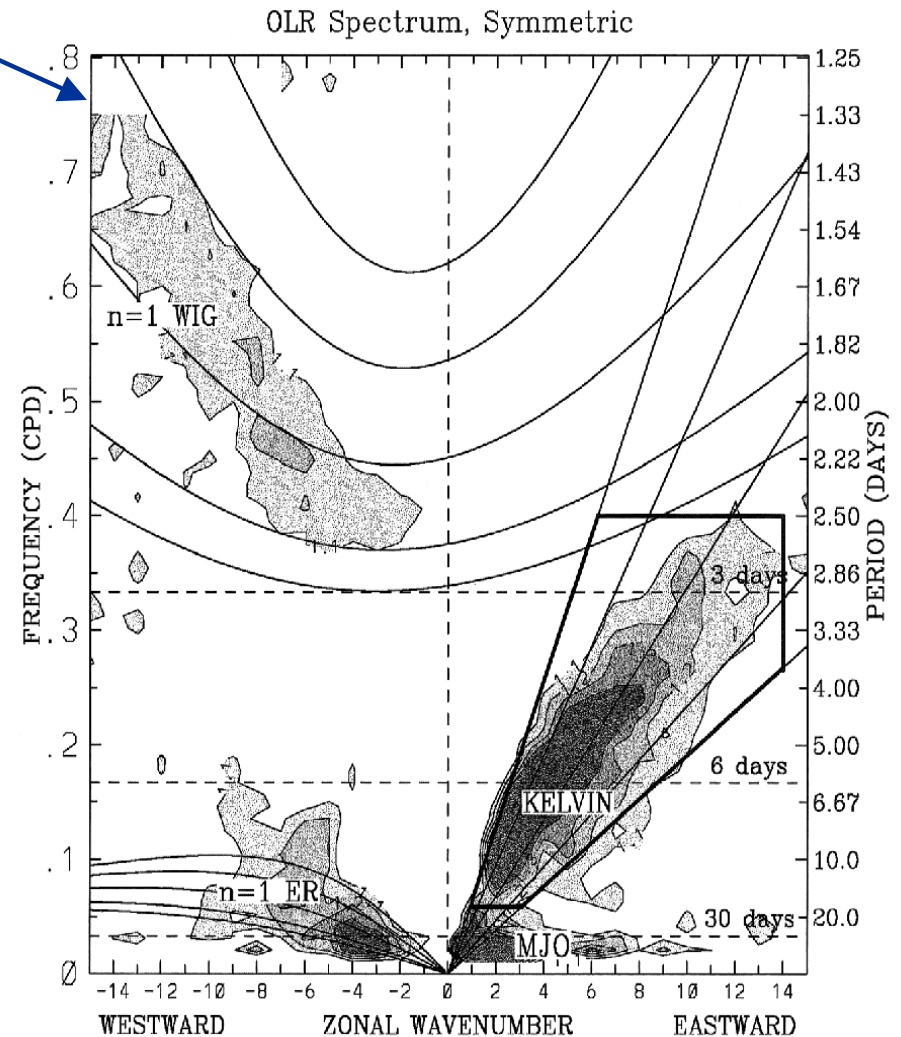 OLR Spectrum, Symmetric
.8
.7
.6
.5
.4
.3
.2
.1
0
FREQUENCY (CPD)
1.25
1.33
1.43
1.54
1.67
1.82
2.00
2.22
2.50
2.86
3.33
4.00
5.00
6.67
10.0
20.0
PERIOD (DAYS)
n=1 WIG
3 days
6 days
KELVIN
n=1 ER
30 days
MJO
-14 -12 -10 -8 -6 -4 -2 0 2 4 6 8 10 12 14
WESTWARD ZONAL WAVENUMBER EASTWARD